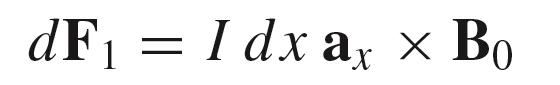 d𝐅₁ = I dx 𝐚ₓ × 𝐁₀